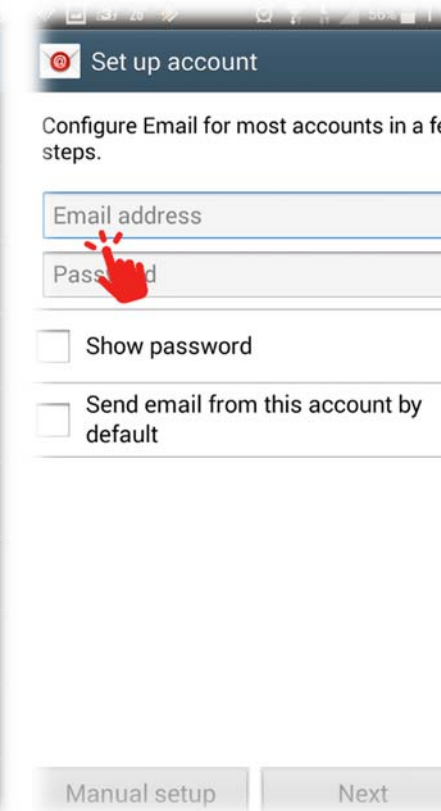 Set up account
Configure Email for most accounts in a
steps.
Email address
Password
Show password
Send email from this account by
default
Manual setup
Next